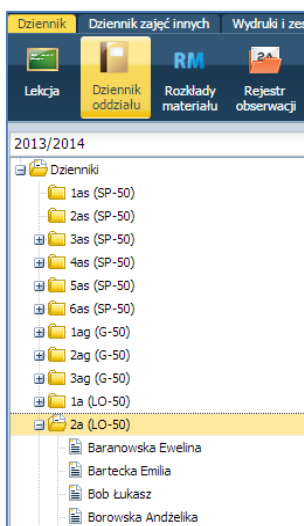 Dziennik Dziennik zajęć innych Wydruki i zes
RM
Lekcja Dziennik oddziału Rozkłady materiału Rejestr obserwacji
2013/2014
Dzienniki
1as (SP-50)
2as (SP-50)
3as (SP-50)
4as (SP-50)
5as (SP-50)
6as (SP-50)
1ag (G-50)
2ag (G-50)
3ag (G-50)
1a (LO-50)
2a (LO-50)
Baranowska Ewelina
Bartecka Emilia
Bob Łukasz
Borowska Andżelika